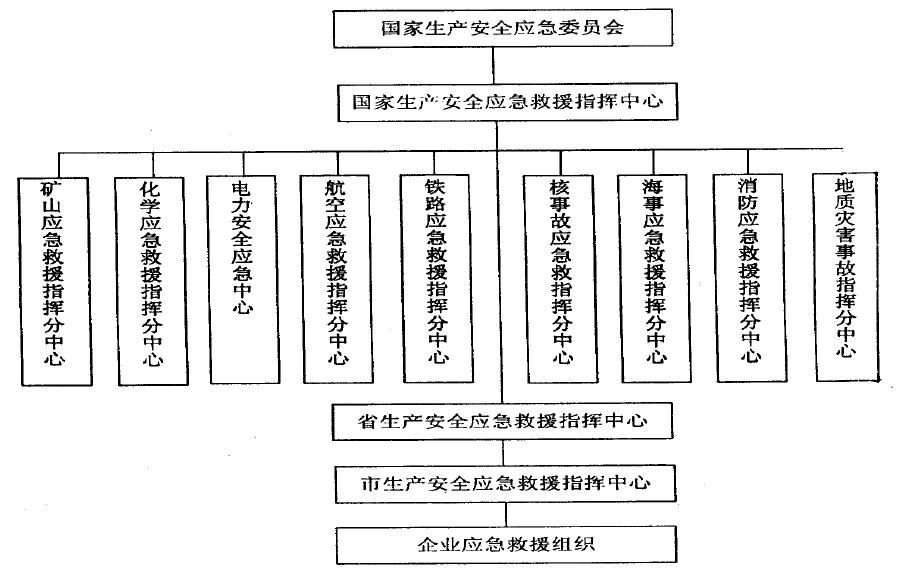 国家生产安全应急委员会
国家生产安全应急救援指挥中心
矿山应急救援指挥分中心
化学应急救援指挥分中心
电力安全应急中心
航空应急救援指挥分中心
铁路应急救援指挥分中心
核事故应急救指挥分中心
海事应急救援指挥分中心
消防应急救援指挥分中心
地质灾害事故指挥分中心
省生产安全应急救援指挥中心
市生产安全应急救援指挥中心
企业应急救援组织